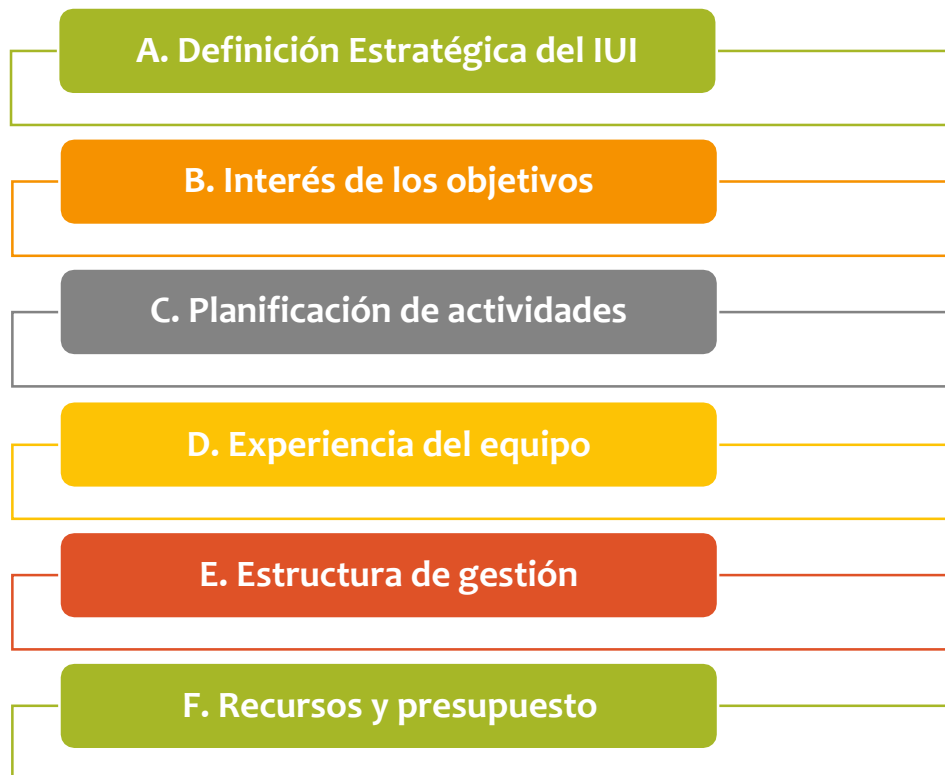 A. Definición Estratégica del IUI
B. Interés de los objetivos
C. Planificación de actividades
D. Experiencia del equipo
E. Estructura de gestión
F. Recursos y presupuesto